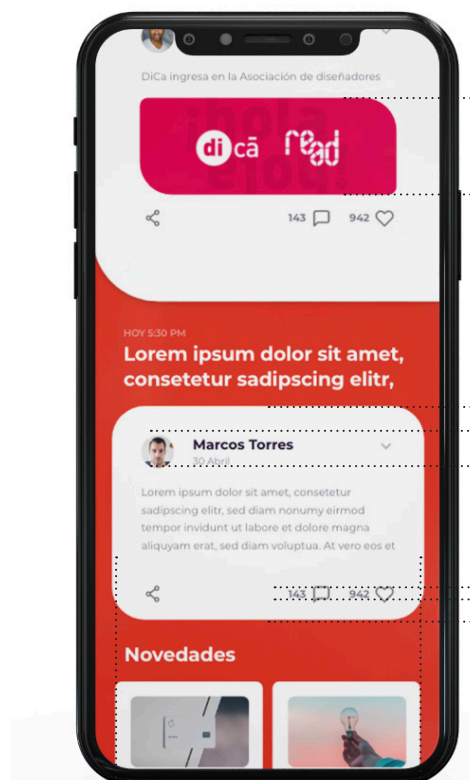 DiCa ingresa en la Asociación de diseñadores
¡hola
di cā read
143 942
HOY 5:30 PM
Lorem ipsum dolor sit amet,
consetetur sadipscing elitr,
Marcos Torres
30 Abril
Lorem ipsum dolor sit amet, consetetur
sadipscing elitr, sed diam nonumy eirmod
tempor invidunt ut labore et dolore magna
aliquyam erat, sed diam voluptua. At vero eos et
143 942
Novedades